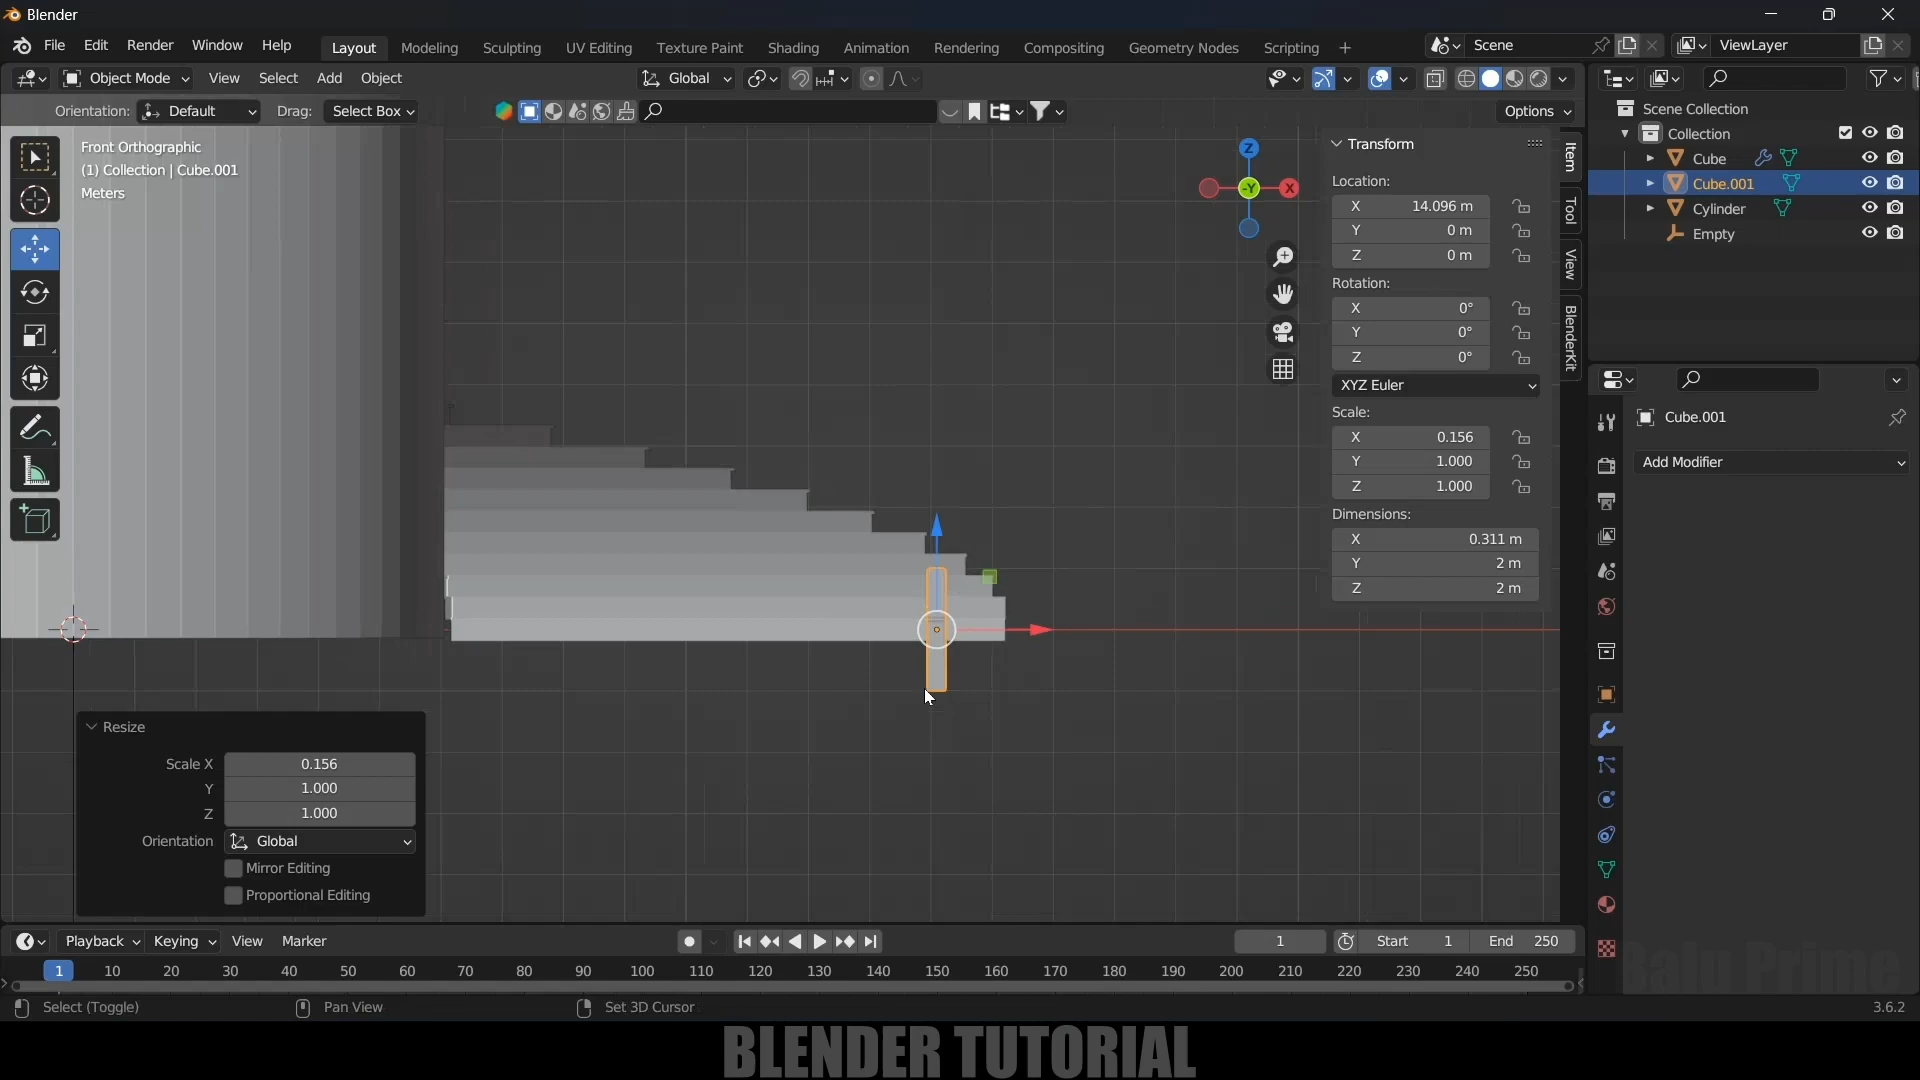 Blender
File Edit Render Window Help Layout Modeling Sculpting UV Editing Texture Paint Shading Animation Rendering Compositing Geometry Nodes Scripting + Scene ViewLayer
Object Mode View Select Add Object Global
Orientation: Default Drag: Select Box Options
Front Orthographic
(1) Collection | Cube.001
Meters
Z
-Y X
Transform
Location:
X 14.096 m
Y 0 m
Z 0 m
Rotation:
X 0°
Y 0°
Z 0°
XYZ Euler
Scale:
X 0.156
Y 1.000
Z 1.000
Dimensions:
X 0.311 m
Y 2 m
Z 2 m
Item
Tool
View
BlenderKit
Scene Collection
Collection
Cube
Cube.001
Cylinder
Empty
Cube.001
Add Modifier
Resize
Scale X 0.156
Y 1.000
Z 1.000
Orientation Global
Mirror Editing
Proportional Editing
Playback Keying View Marker 1 Start 1 End 250
1 10 20 30 40 50 60 70 80 90 100 110 120 130 140 150 160 170 180 190 200 210 220 230 240 250
Balu Prime
Select (Toggle) Pan View Set 3D Cursor 3.6.2
BLENDER TUTORIAL